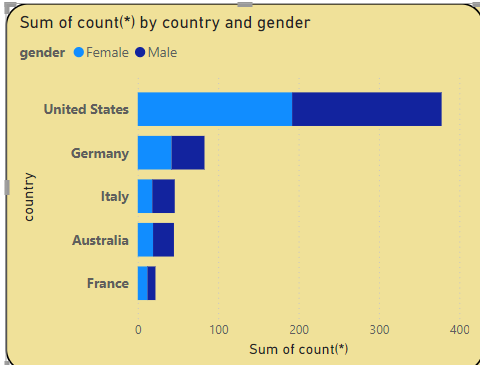 Sum of count(*) by country and gender
gender Female Male
country
United States
Germany
Italy
Australia
France
0 100 200 300 400
Sum of count(*)